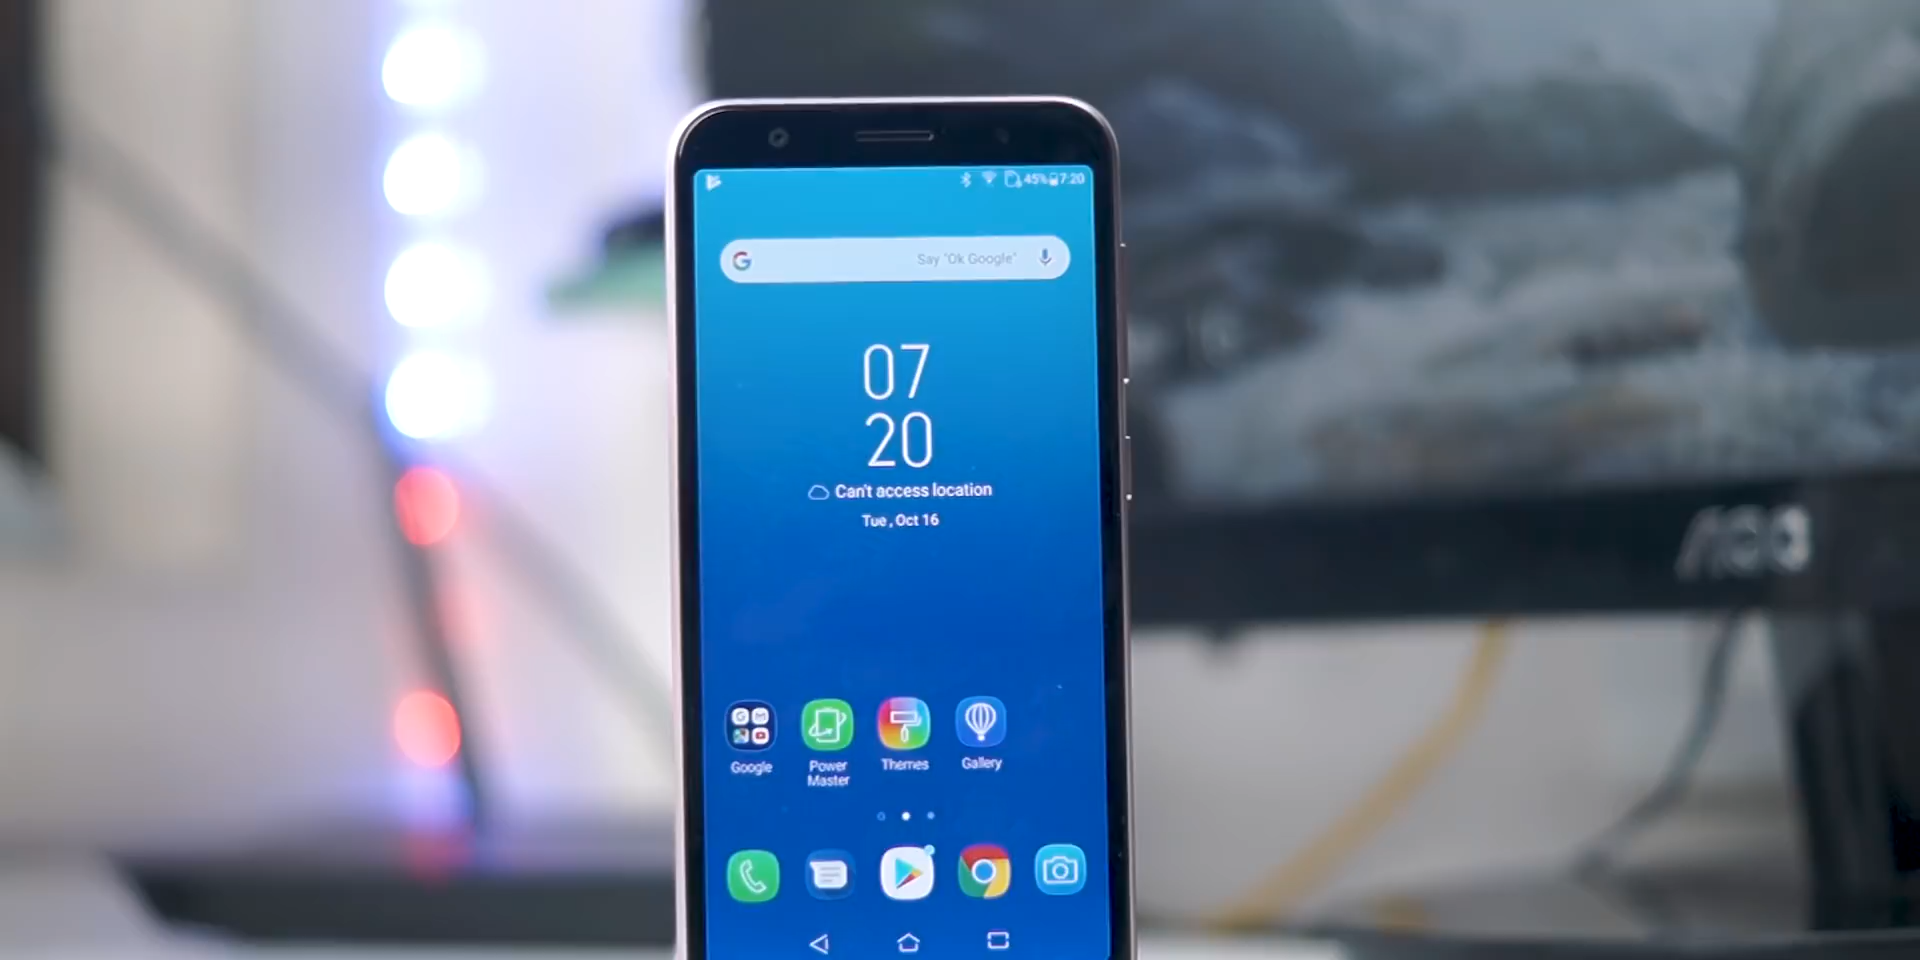 45% 7:20
G Say "Ok Google"
07
20
Can't access location
Tue, Oct 16
Google
Power
Master
Themes
Gallery
AOC